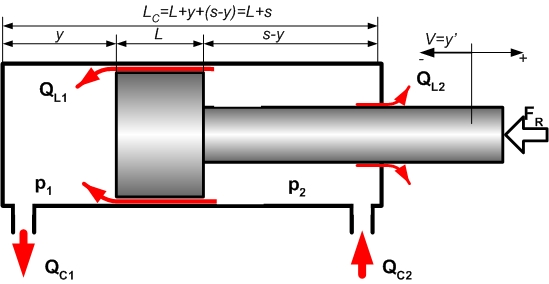 L_C=L+y+(s-y)=L+s
y
L
s-y
V=y’
- +
Q_L1
Q_L2
F_R
p_1
p_2
Q_C1
Q_C2